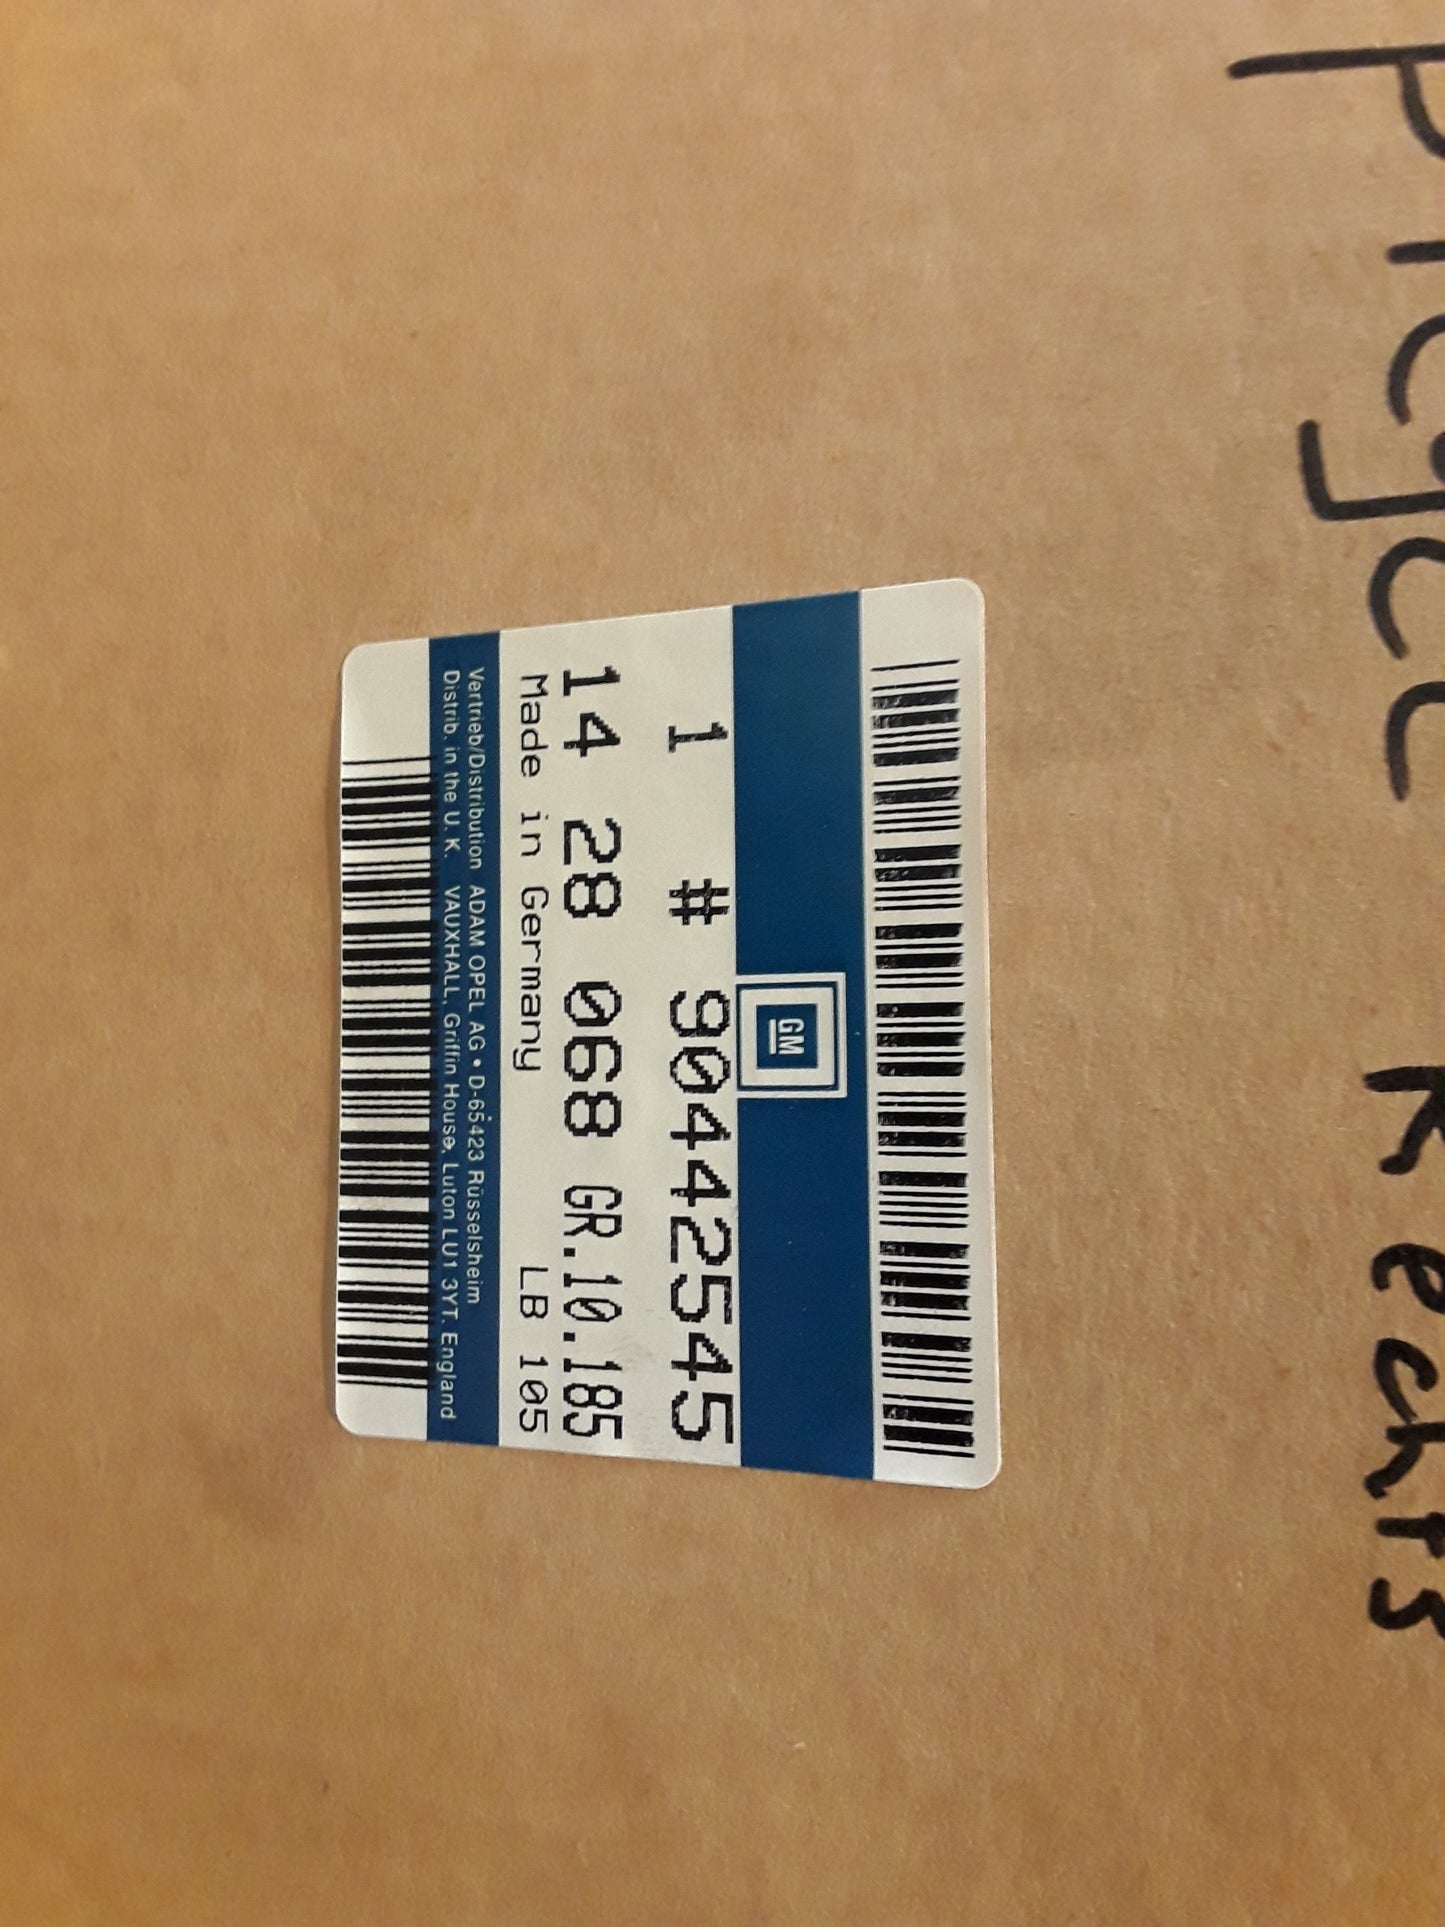 Spiegel Rechts
GM
1 # 90442545
14 28 068 GR.10.185
Made in Germany LB 105
Vertrieb/Distribution ADAM OPEL AG • D-65423 Rüsselsheim
Distrib. in the U. K. VAUXHALL, Griffin House, Luton LU1 3YT. England